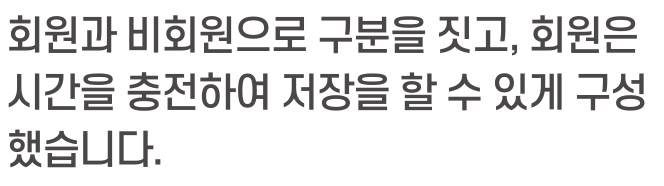 회원과 비회원으로 구분을 짓고, 회원은
시간을 충전하여 저장을 할 수 있게 구성
했습니다.